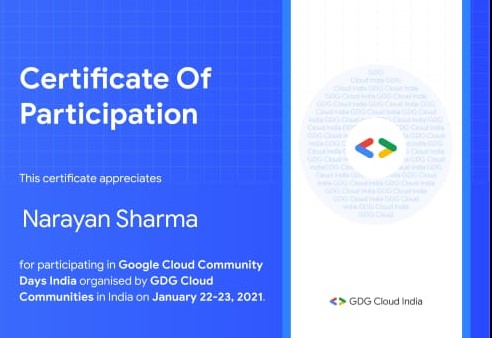 Certificate Of
Participation
This certificate appreciates
Narayan Sharma
for participating in Google Cloud Community
Days India organised by GDG Cloud
Communities in India on January 22-23, 2021.
GDG Cloud India